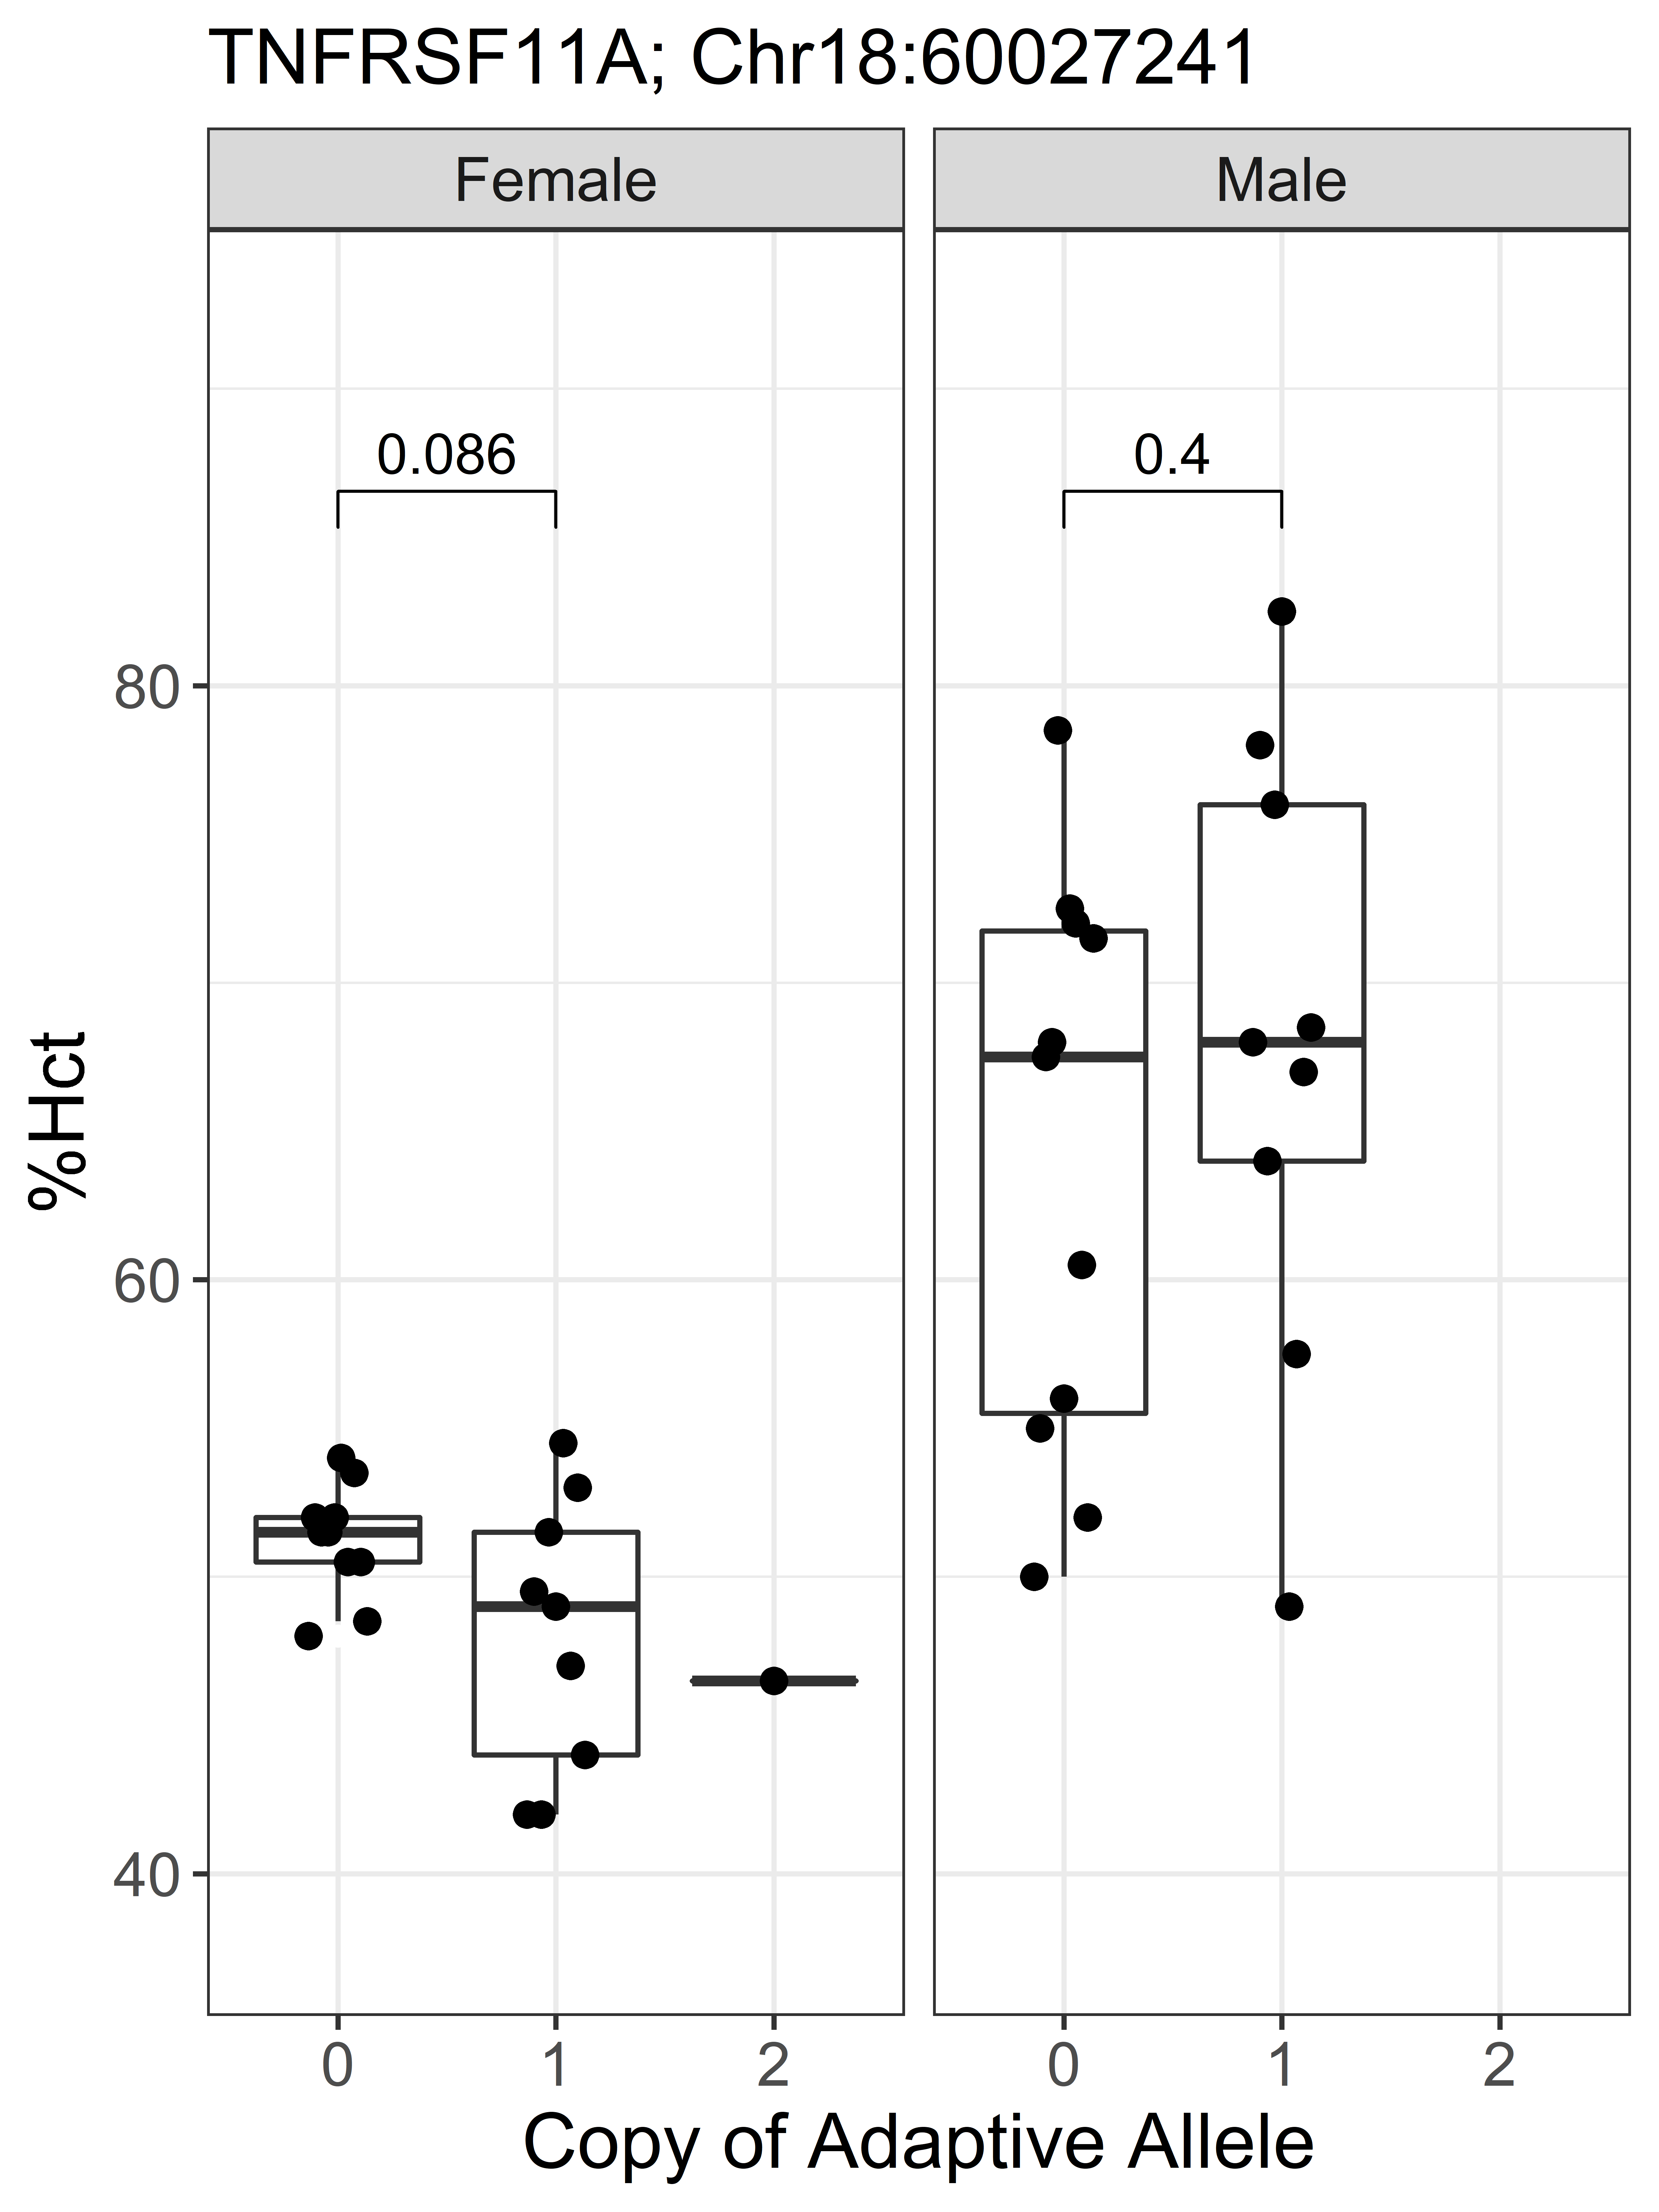 TNFRSF11A; Chr18:60027241
Female Male
0.086 0.4
80
60
40
%Hct
0 1 2 0 1 2
Copy of Adaptive Allele